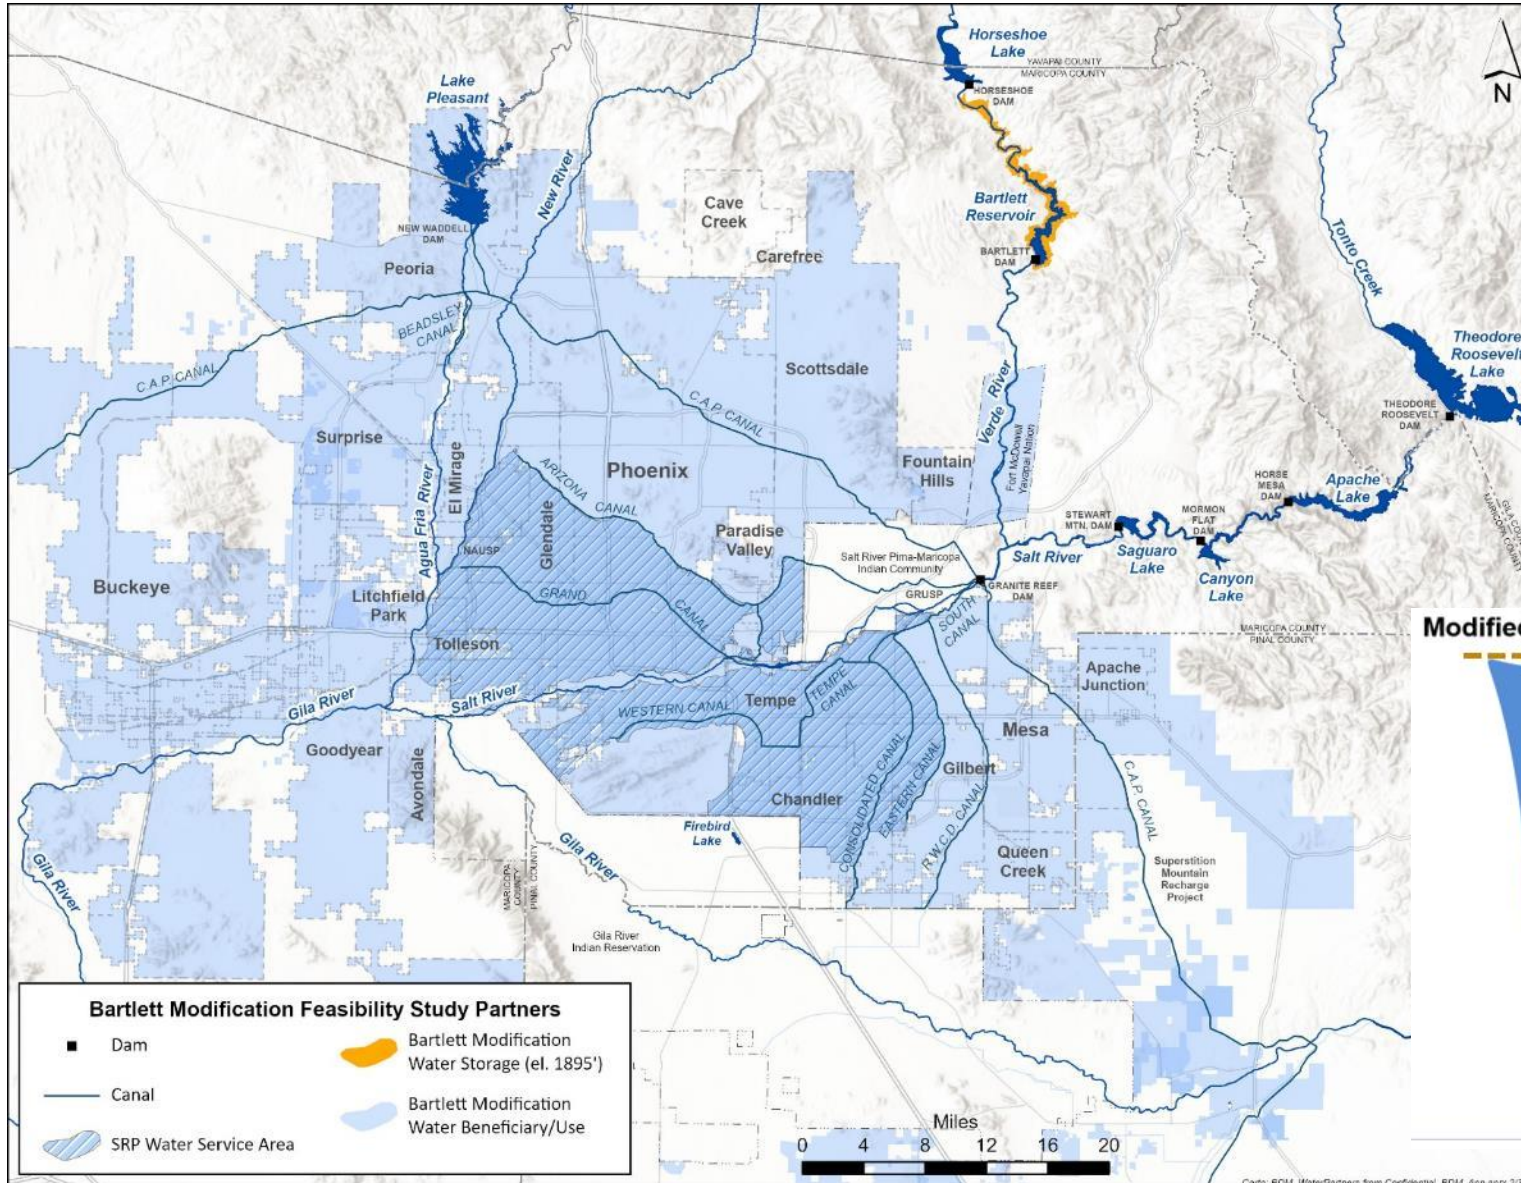 Horseshoe
Lake
YAVAPAI COUNTY
MARICOPA COUNTY
HORSESHOE
DAM
N
Lake
Pleasant
New River
Cave
Creek
Bartlett
Reservoir
Tonto Creek
NEW WADDELL
DAM
Carefree
BARTLETT
DAM
Peoria
BEADSLEY
CANAL
Theodore
Roosevelt
Lake
C.A.P. CANAL
Scottsdale
C.A.P. CANAL
Verde River
THEODORE
ROOSEVELT
DAM
Surprise
El Mirage
Phoenix
Fountain
Hills
Fort McDowell
Yavapai Nation
ARIZONA
CANAL
HORSE
MESA
DAM
Apache
Lake
GILA COUNTY
MARICOPA COUNTY
Agua Fria River
Glendale
Paradise
Valley
STEWART
MTN. DAM
MORMON
FLAT
DAM
NAUSP
Salt River Pima-Maricopa
Indian Community
Salt River
Saguaro
Lake
Canyon
Lake
Buckeye
Litchfield
Park
GRAND
CANAL
GRUSP
GRANITE REEF
DAM
SOUTH
CANAL
MARICOPA COUNTY
PINAL COUNTY
Modified
Tolleson
Apache
Junction
Gila River
Salt River
WESTERN CANAL
Tempe
TEMPE
CANAL
Mesa
Goodyear
Avondale
Gilbert
Chandler
CONSOLIDATED CANAL
EASTERN CANAL
R.W.C.D. CANAL
C.A.P. CANAL
Firebird
Lake
Gila River
Gila River
Queen
Creek
Superstition
Mountain
Recharge
Project
MARICOPA
COUNTY
PINAL COUNTY
Gila River
Indian Reservation
Bartlett Modification Feasibility Study Partners
Dam
Canal
SRP Water Service Area
Bartlett Modification
Water Storage (el. 1895')
Bartlett Modification
Water Beneficiary/Use
Miles
0 4 8 12 16 20